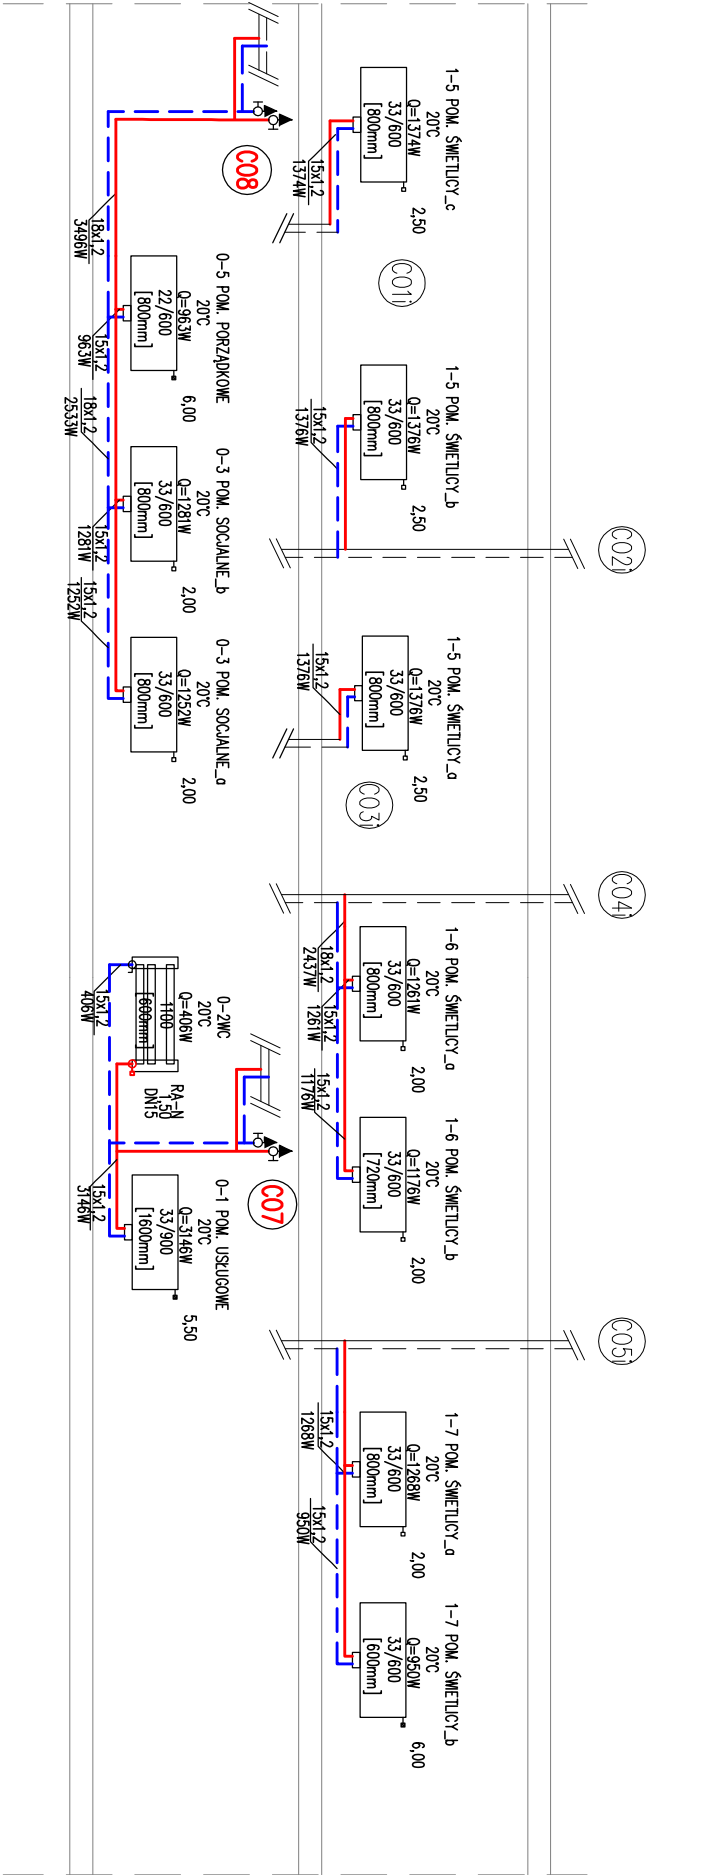 CO2i
CO4i
CO5i
1-5 POM. ŚWIETLICY_c
20°C
Q=1374W
33/600
[800mm]
2,50
15x1,2
1374W
CO1i
1-5 POM. ŚWIETLICY_b
20°C
Q=1376W
33/600
[800mm]
2,50
15x1,2
1376W
1-5 POM. ŚWIETLICY_a
20°C
Q=1376W
33/600
[800mm]
2,50
15x1,2
1376W
CO3i
1-6 POM. ŚWIETLICY_a
20°C
Q=1261W
33/600
[800mm]
2,00
18x1,2
2437W
15x1,2
1261W
1-6 POM. ŚWIETLICY_b
20°C
Q=1176W
33/600
[720mm]
2,00
15x1,2
1176W
1-7 POM. ŚWIETLICY_a
20°C
Q=1268W
33/600
[800mm]
2,00
15x1,2
1268W
1-7 POM. ŚWIETLICY_b
20°C
Q=950W
33/600
[600mm]
6,00
15x1,2
950W
CO8
18x1,2
3496W
0-5 POM. PORZĄDKOWE
20°C
Q=963W
22/600
[800mm]
6,00
15x1,2
963W
18x1,2
2533W
0-3 POM. SOCJALNE_b
20°C
Q=1281W
33/600
[800mm]
2,00
15x1,2
1281W
15x1,2
1252W
0-3 POM. SOCJALNE_a
20°C
Q=1252W
33/600
[800mm]
2,00
0-2WC
20°C
Q=406W
1100
[600mm]
15x1,2
406W
RA-N
1,50
DN15
CO7
0-1 POM. USŁUGOWE
20°C
Q=3146W
33/900
[1600mm]
5,50
15x1,2
3146W